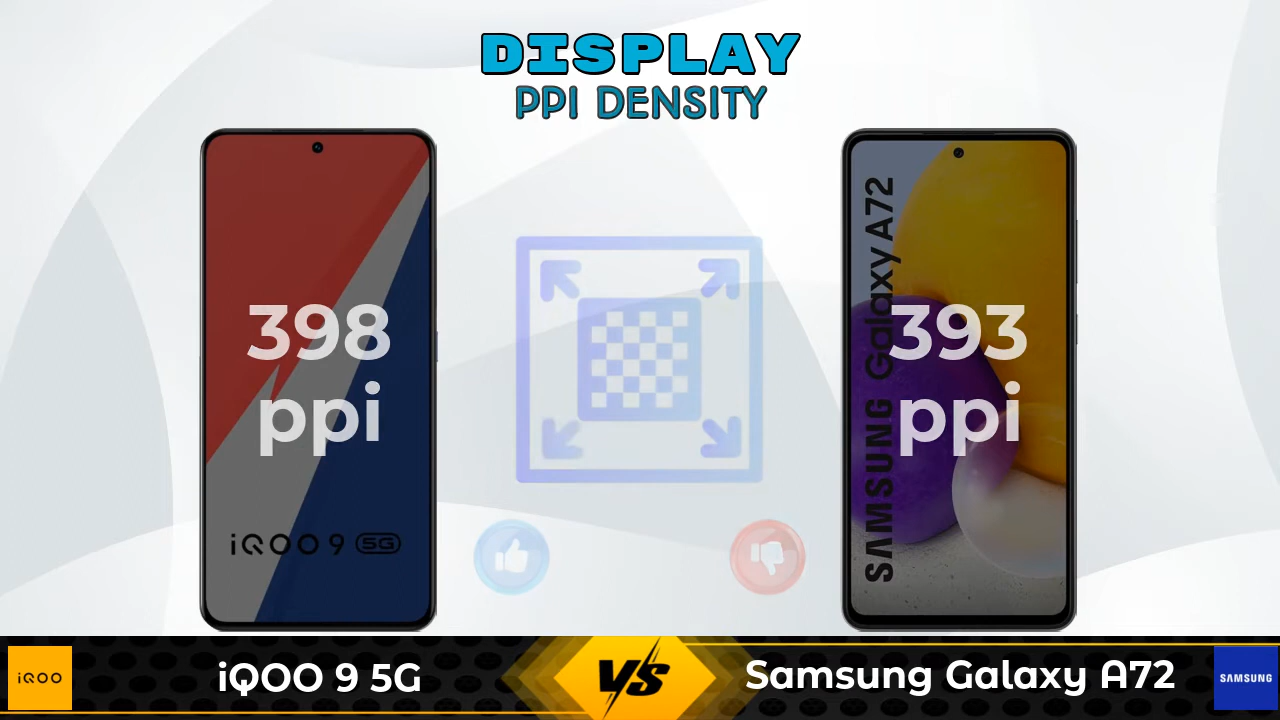 DISPLAY
PPI DENSITY
398
ppi
iQOO 9 5G
393
ppi
SAMSUNG Galaxy A72
iQOO
iQOO 9 5G
VS
Samsung Galaxy A72
SAMSUNG